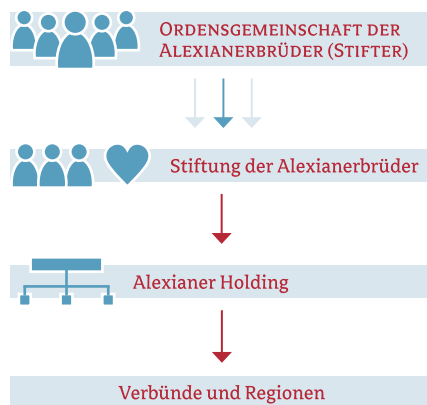 Ordensgemeinschaft der
Alexianerbrüder (Stifter)
Stiftung der Alexianerbrüder
Alexianer Holding
Verbünde und Regionen